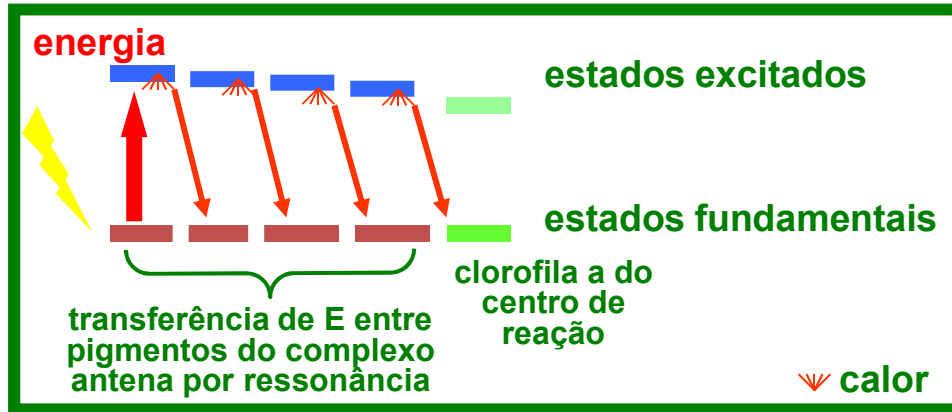 energia
estados excitados
estados fundamentais
clorofila a do
centro de
reação
transferência de E entre
pigmentos do complexo
antena por ressonância
calor